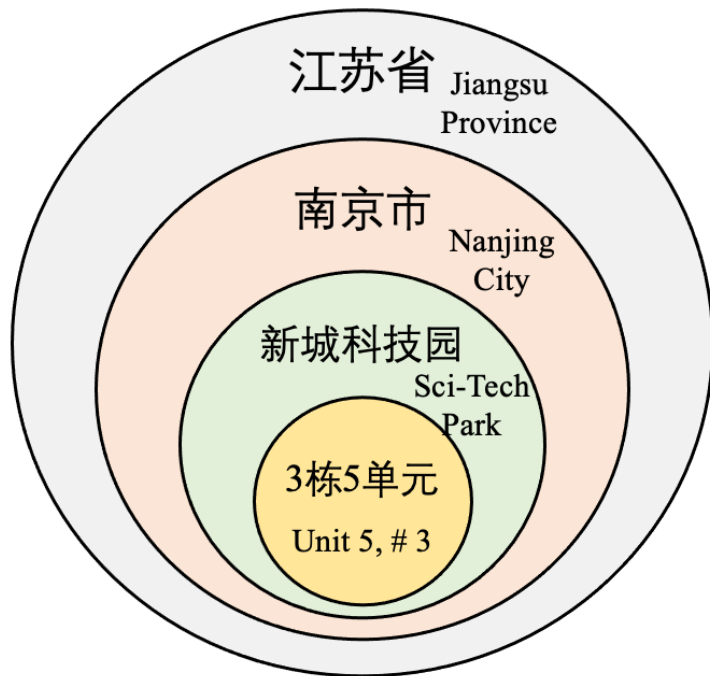 江苏省
Jiangsu
Province
南京市
Nanjing
City
新城科技园
Sci-Tech
Park
3栋5单元
Unit 5, # 3